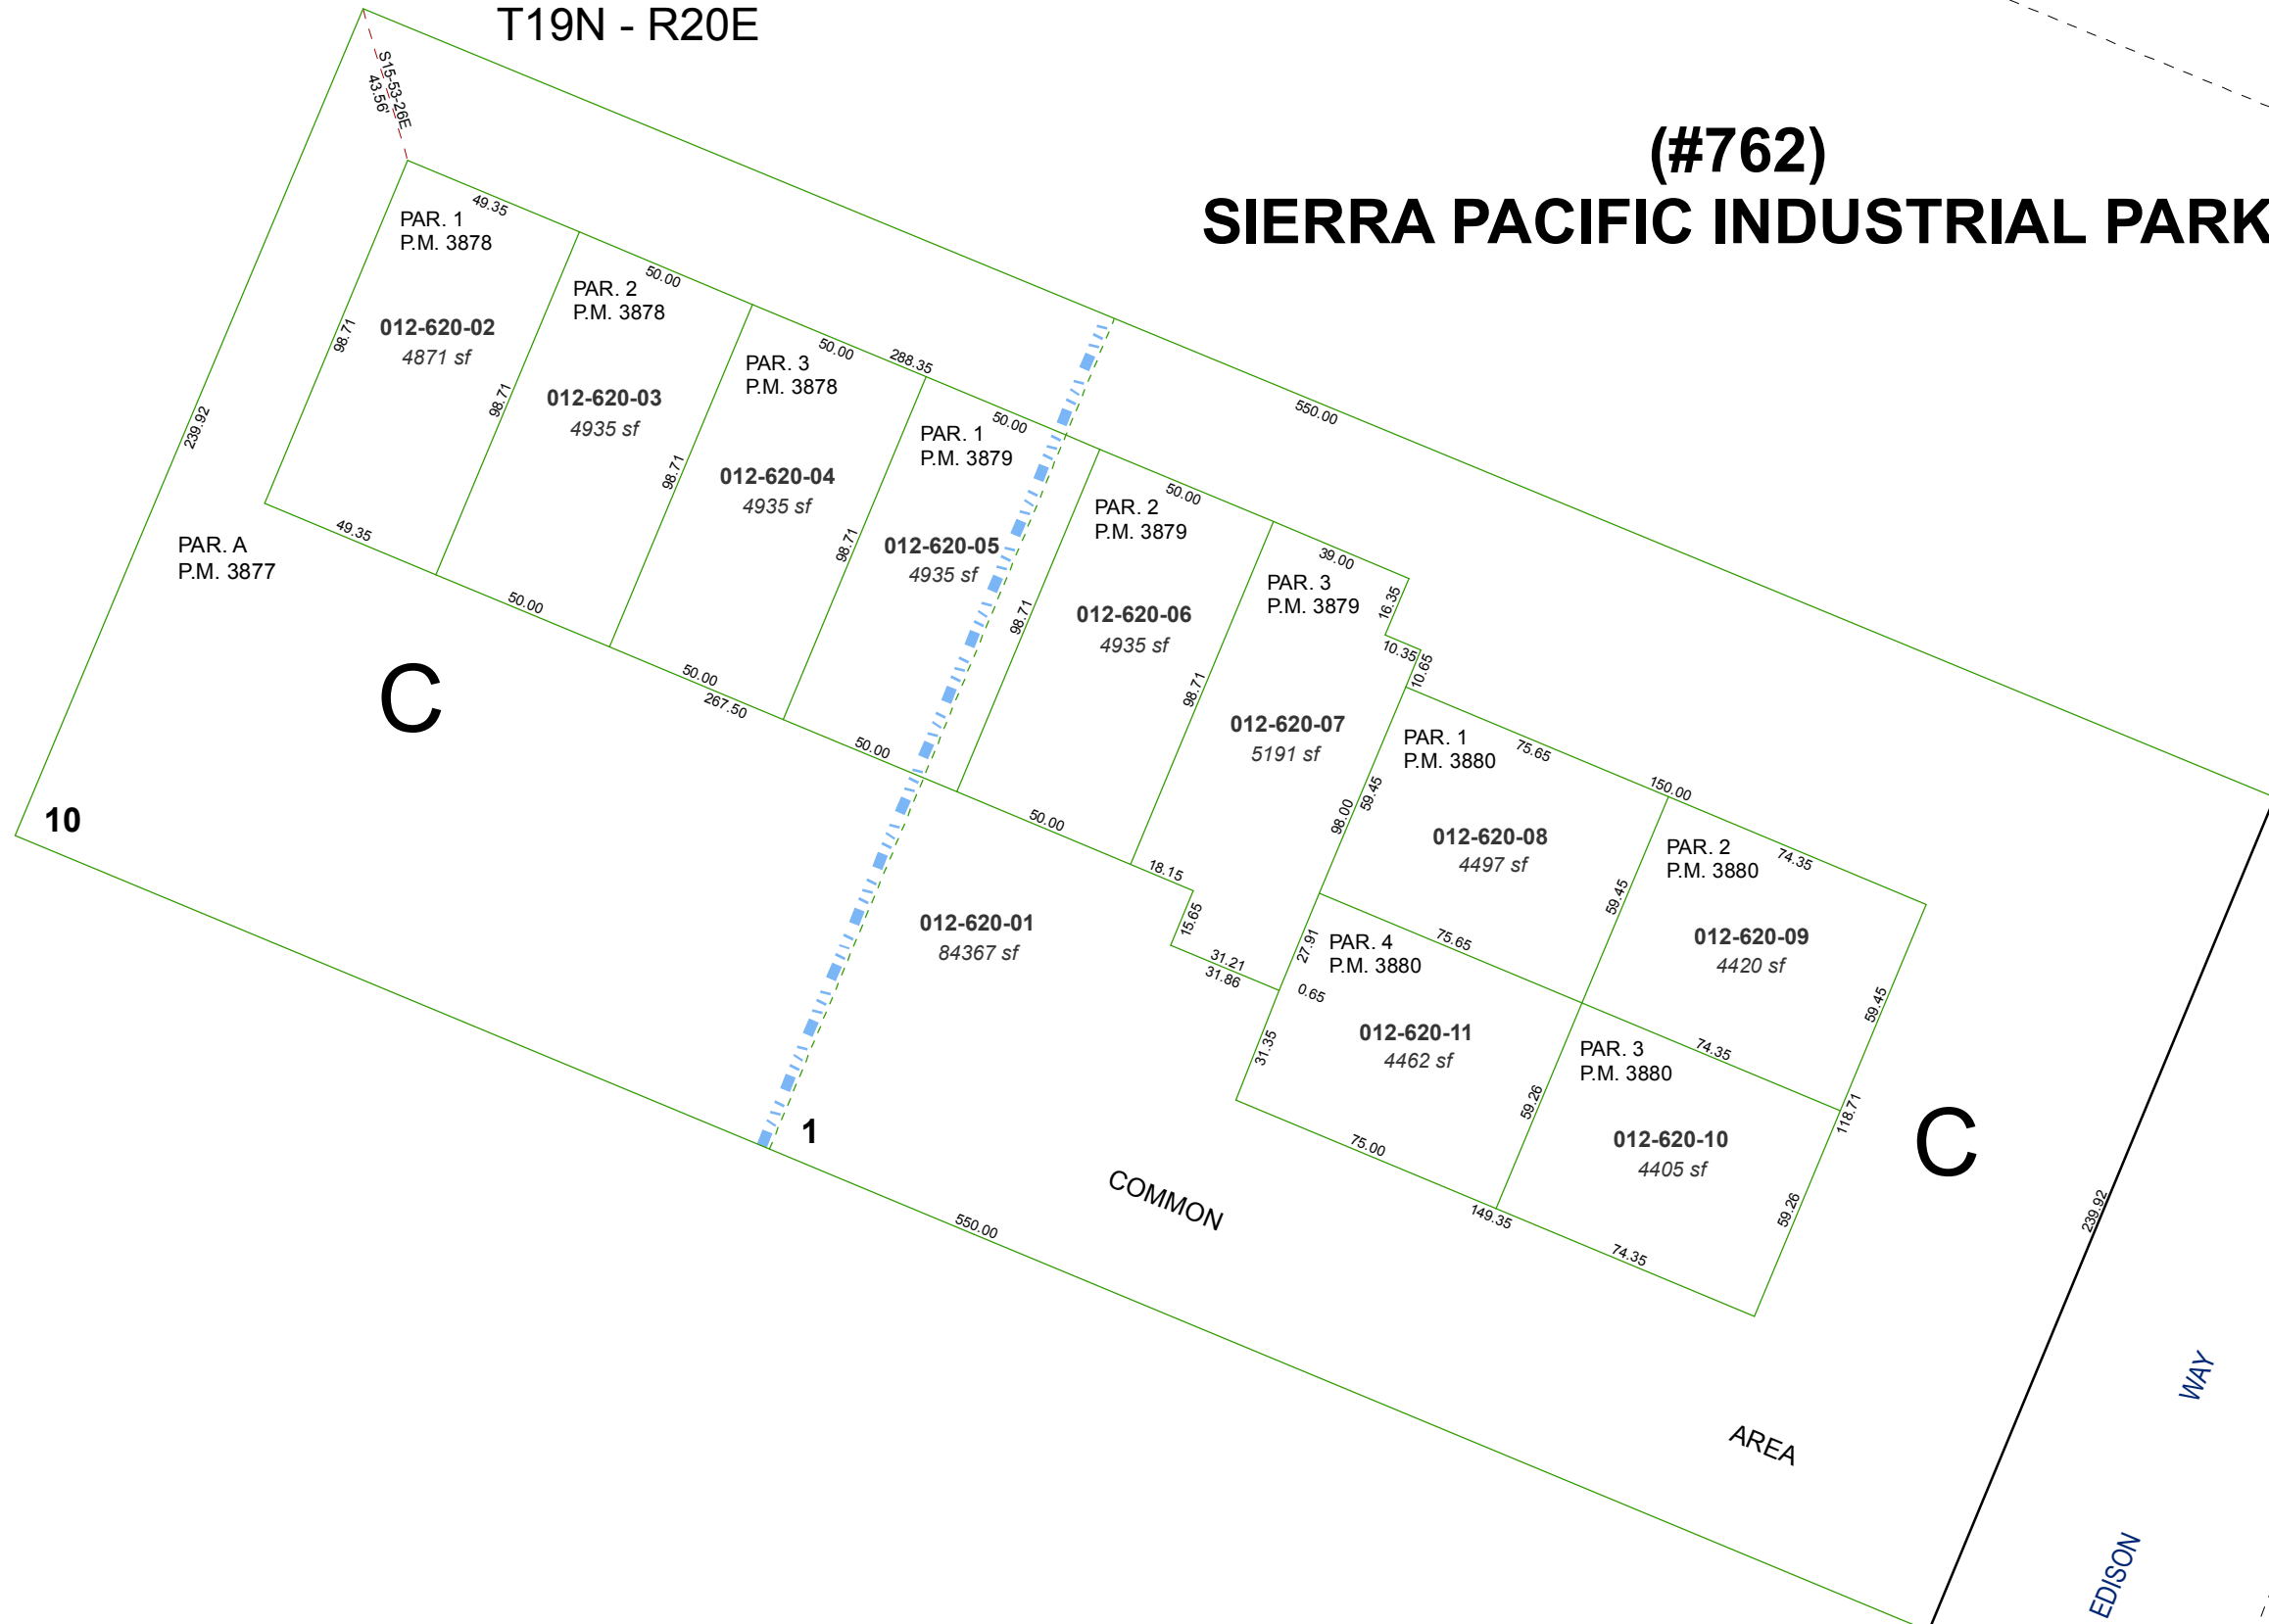 T19N - R20E
(#762)
SIERRA PACIFIC INDUSTRIAL PARK
S15-53-26E
43.56'
49.35
PAR. 1
P.M. 3878
012-620-02
4871 sf
98.71
239.92
49.35
50.00
PAR. 2
P.M. 3878
012-620-03
4935 sf
98.71
50.00
50.00
288.35
PAR. 3
P.M. 3878
012-620-04
4935 sf
98.71
50.00
267.50
50.00
PAR. 1
P.M. 3879
012-620-05
4935 sf
98.71
50.00
550.00
50.00
PAR. 2
P.M. 3879
012-620-06
4935 sf
98.71
50.00
39.00
PAR. 3
P.M. 3879
16.35
10.35
10.65
012-620-07
5191 sf
98.71
98.00
18.15
15.65
31.21
31.86
PAR. A
P.M. 3877
C
10
1
012-620-01
84367 sf
75.65
150.00
PAR. 1
P.M. 3880
59.45
012-620-08
4497 sf
75.65
74.35
PAR. 2
P.M. 3880
59.45
012-620-09
4420 sf
59.45
74.35
27.91
PAR. 4
P.M. 3880
0.65
012-620-11
4462 sf
31.35
75.00
PAR. 3
P.M. 3880
59.26
012-620-10
4405 sf
118.71
59.26
149.35
74.35
C
239.92
COMMON
AREA
550.00
WAY
EDISON